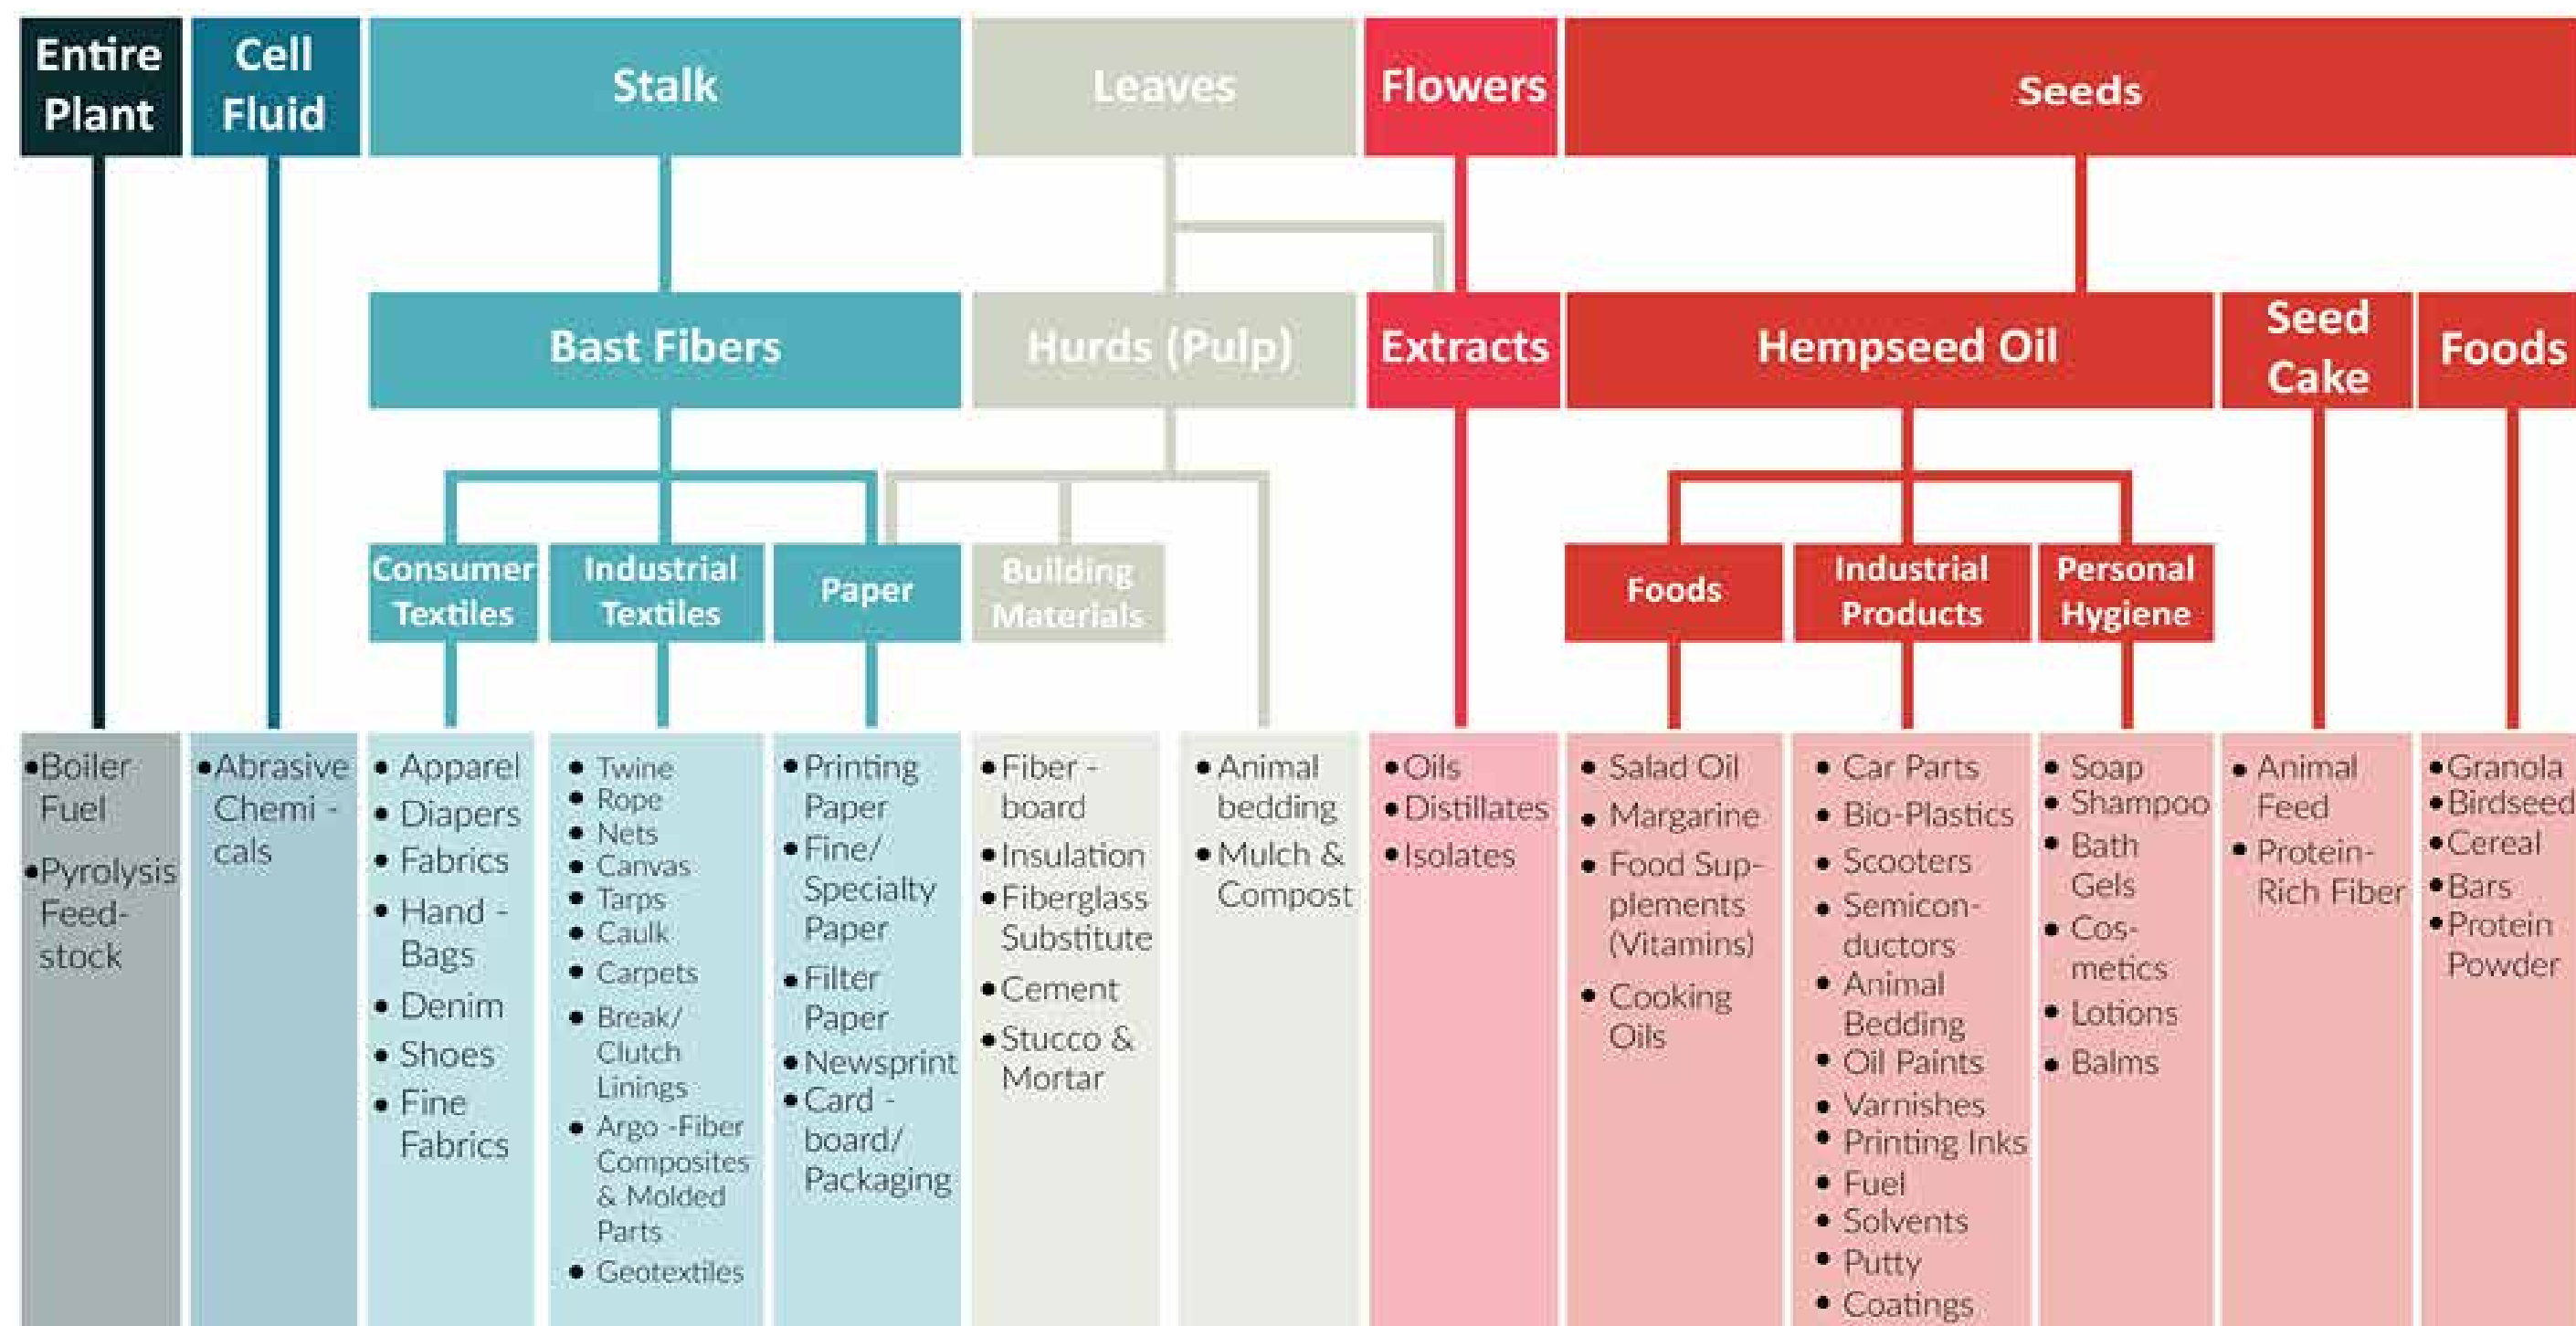 Entire
Plant
Cell
Fluid
Stalk
Leaves
Flowers
Seeds
Bast Fibers
Hurds (Pulp)
Extracts
Hempseed Oil
Seed
Cake
Foods
Consumer
Textiles
Industrial
Textiles
Paper
Building
Materials
Foods
Industrial
Products
Personal
Hygiene
•Boiler
Fuel
•Pyrolysis
Feed-
stock
•Abrasive
Chemi -
cals
• Apparel
• Diapers
• Fabrics
• Hand -
Bags
• Denim
• Shoes
• Fine
Fabrics
• Twine
• Rope
• Nets
• Canvas
• Tarps
• Caulk
• Carpets
• Break/
Clutch
Linings
• Argo -Fiber
Composites
& Molded
Parts
• Geotextiles
•Printing
Paper
•Fine/
Specialty
Paper
•Filter
Paper
•Newsprint
•Card -
board/
Packaging
•Fiber -
board
•Insulation
•Fiberglass
Substitute
•Cement
•Stucco &
Mortar
•Animal
bedding
•Mulch &
Compost
•Oils
•Distillates
•Isolates
• Salad Oil
• Margarine
• Food Sup-
plements
(Vitamins)
• Cooking
Oils
• Car Parts
• Bio-Plastics
• Scooters
• Semicon-
ductors
• Animal
Bedding
• Oil Paints
• Varnishes
• Printing Inks
• Fuel
• Solvents
• Putty
• Coatings
• Soap
• Shampoo
• Bath
Gels
• Cos-
metics
• Lotions
• Balms
• Animal
Feed
• Protein-
Rich Fiber
•Granola
•Birdseed
•Cereal
•Bars
•Protein
Powder